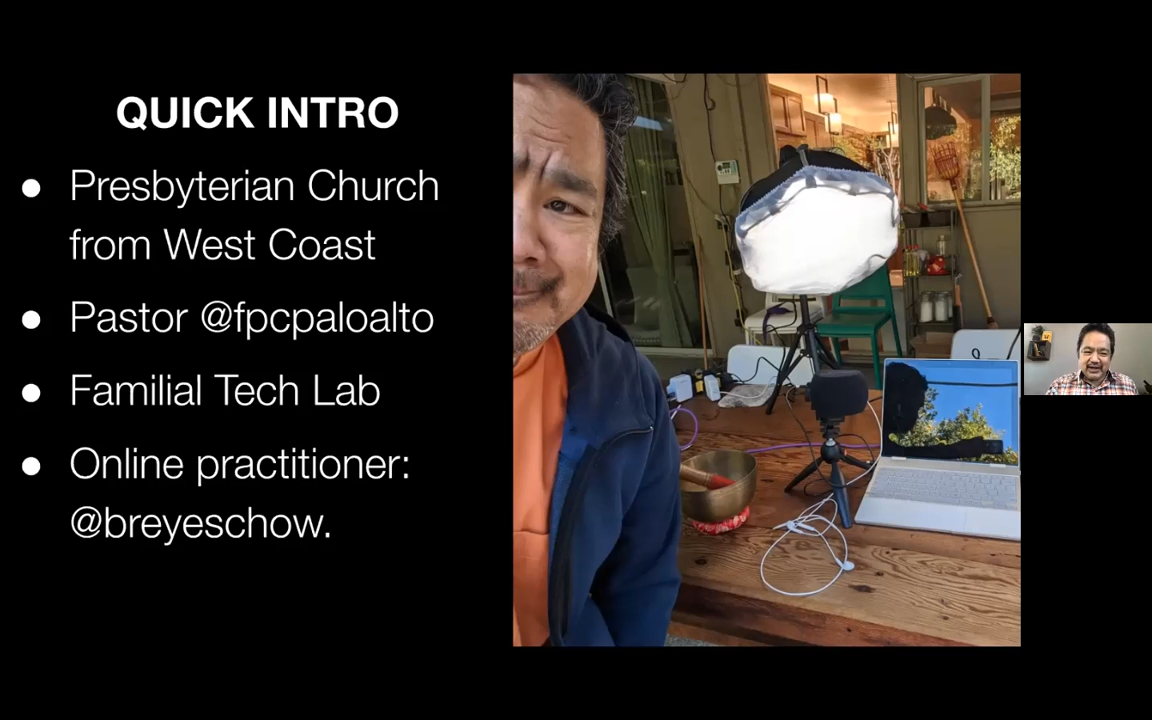 QUICK INTRO
● Presbyterian Church
from West Coast
● Pastor @fpcpaloalto
● Familial Tech Lab
● Online practitioner:
@breyeschow.